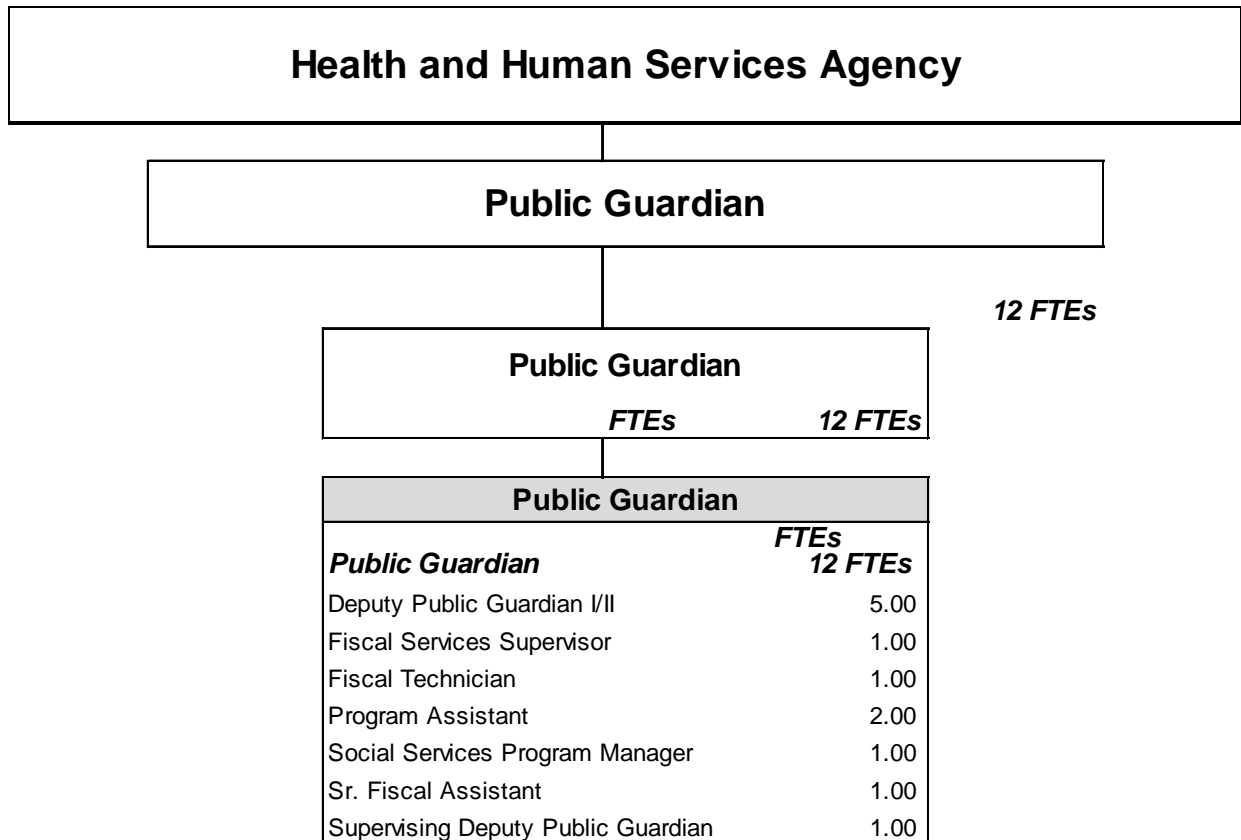 Health and Human Services Agency
Public Guardian
12 FTEs
Public Guardian
FTEs 12 FTEs
Public Guardian
FTEs
Public Guardian 12 FTEs
Deputy Public Guardian I/II 5.00
Fiscal Services Supervisor 1.00
Fiscal Technician 1.00
Program Assistant 2.00
Social Services Program Manager 1.00
Sr. Fiscal Assistant 1.00
Supervising Deputy Public Guardian 1.00